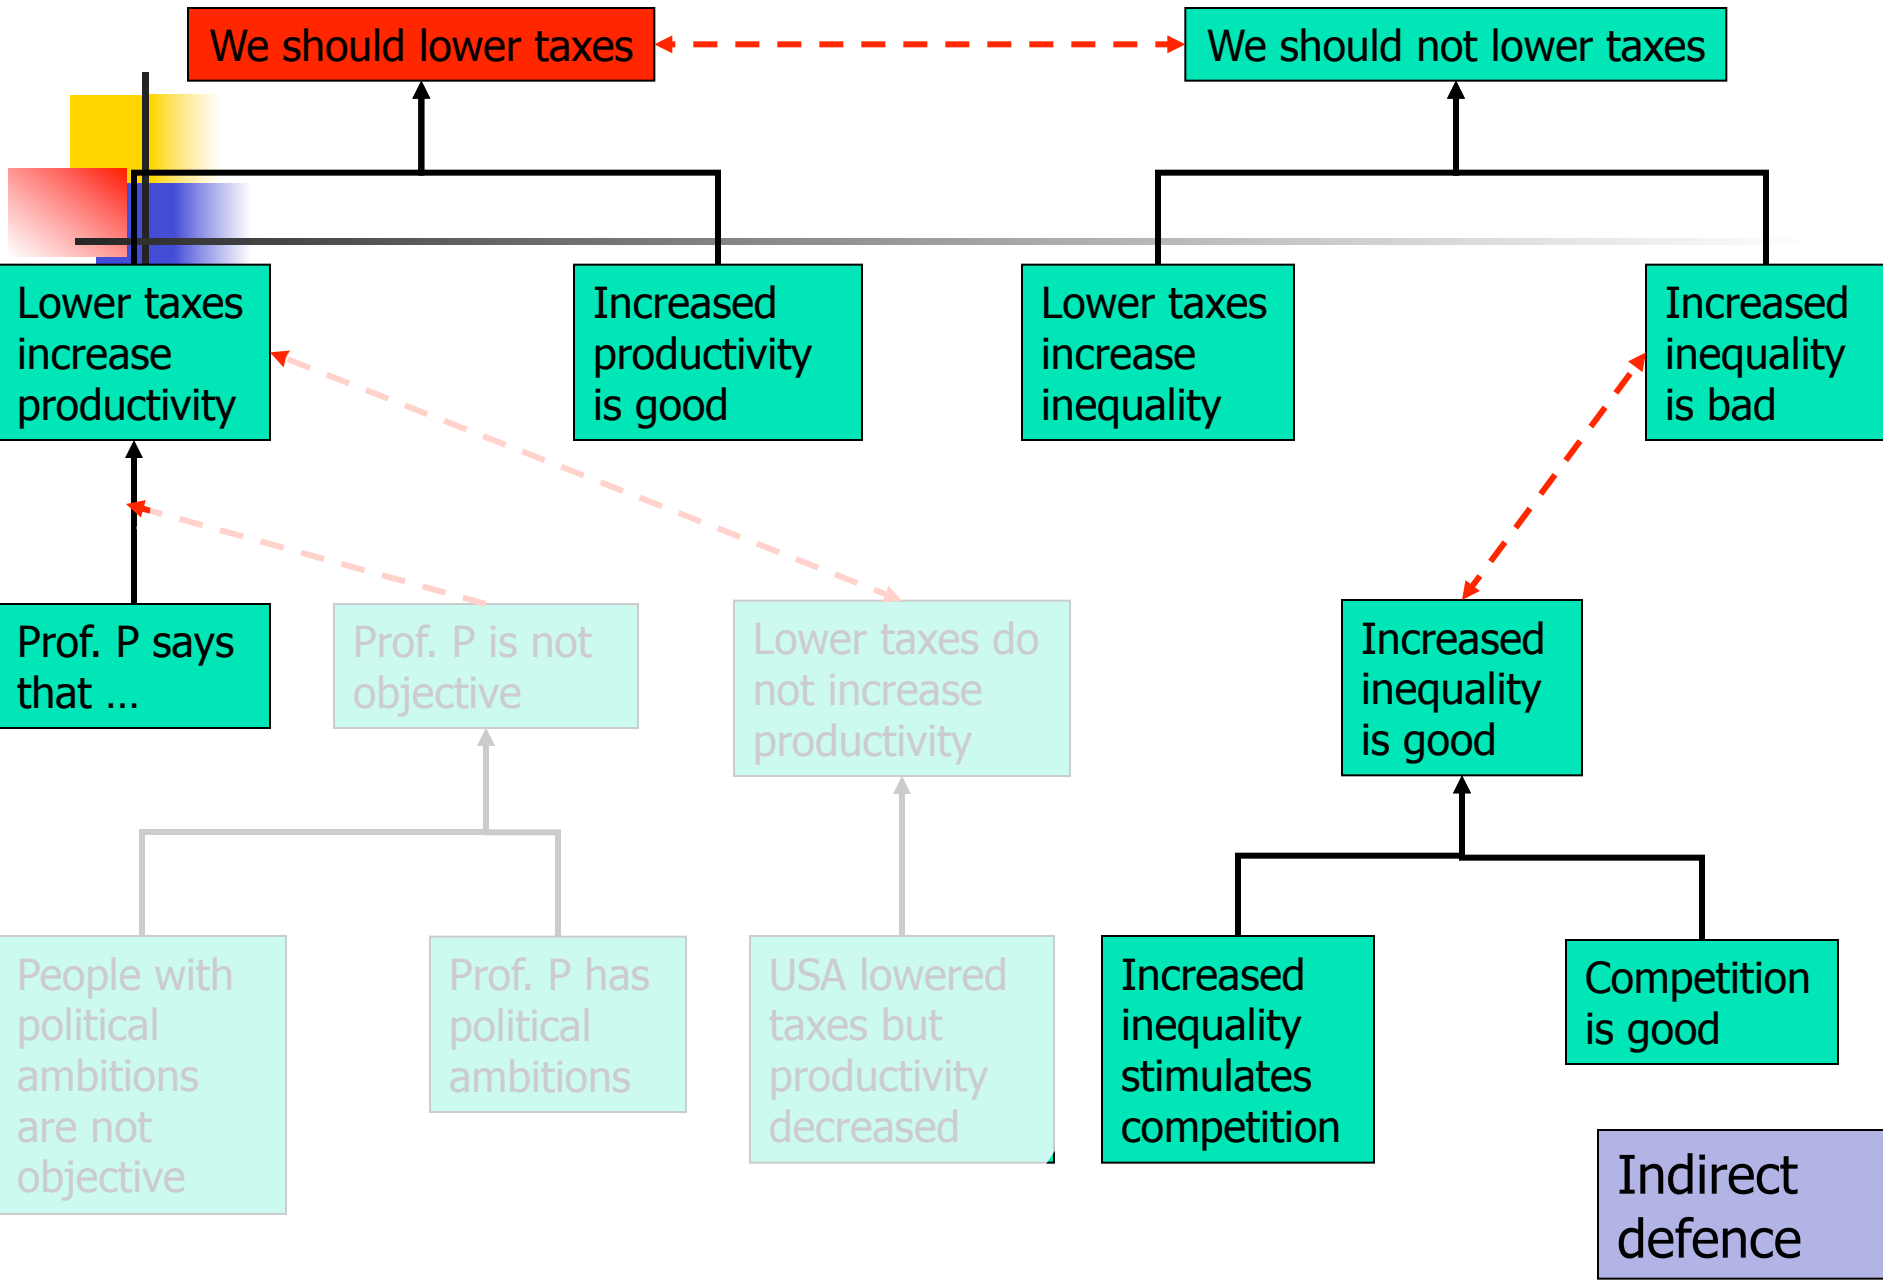 We should lower taxes
We should not lower taxes
Lower taxes
increase
productivity
Increased
productivity
is good
Lower taxes
increase
inequality
Increased
inequality
is bad
Prof. P says
that …
Prof. P is not
objective
Lower taxes do
not increase
productivity
Increased
inequality
is good
People with
political
ambitions
are not
objective
Prof. P has
political
ambitions
USA lowered
taxes but
productivity
decreased
Increased
inequality
stimulates
competition
Competition
is good
Indirect
defence